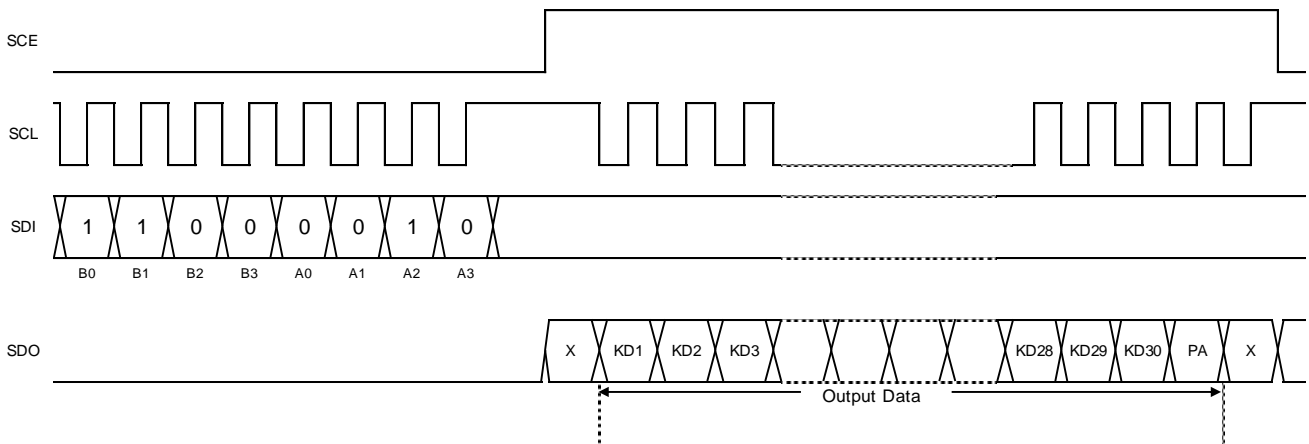 SCE
SCL
SDI 1 1 0 0 0 0 1 0
B0 B1 B2 B3 A0 A1 A2 A3
SDO X KD1 KD2 KD3 KD28 KD29 KD30 PA X
Output Data